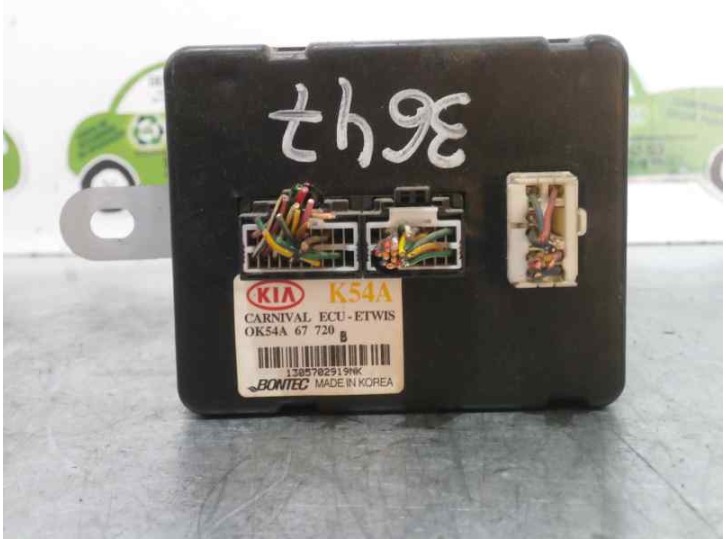 3647
KIA K54A
CARNIVAL ECU-ETWIS
OK54A 67 720 B
1305702919NK
BONTEC MADE IN KOREA